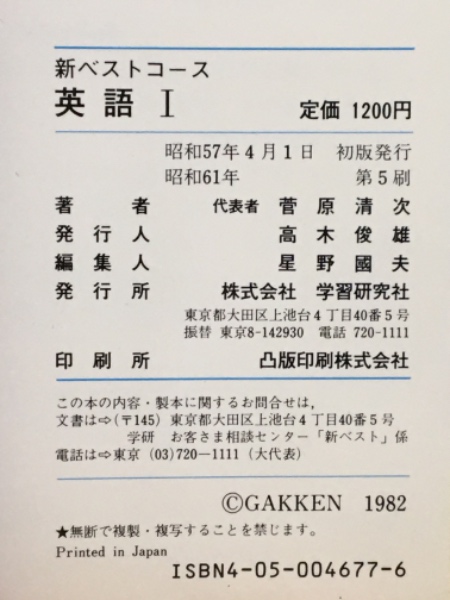 新ベストコース
英語 I 定価 1200円
昭和57年4月1日 初版発行
昭和61年 第5刷
著者 代表者 菅原清次
発行人 高木俊雄
編集人 星野國夫
発行所 株式会社 学習研究社
東京都大田区上池台4丁目40番5号
振替 東京8-142930 電話 720-1111
印刷所 凸版印刷株式会社
この本の内容・製本に関するお問合せは,
文書は⇨(〒145) 東京都大田区上池台4丁目40番5号
学研 お客さま相談センター「新ベスト」係
電話は⇨東京 (03)720—1111 (大代表)
©GAKKEN 1982
★無断で複製・複写することを禁じます。
Printed in Japan
ISBN4-05-004677-6